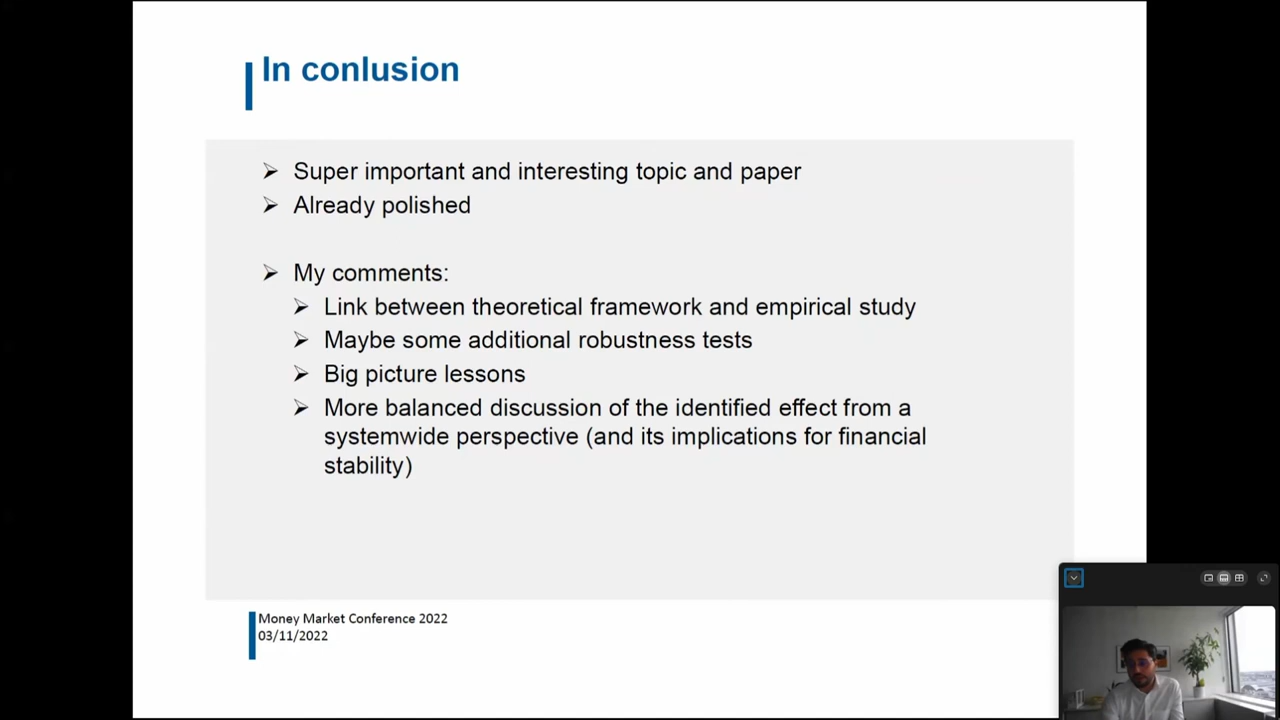 In conlusion
Super important and interesting topic and paper
Already polished
My comments:
Link between theoretical framework and empirical study
Maybe some additional robustness tests
Big picture lessons
More balanced discussion of the identified effect from a
systemwide perspective (and its implications for financial
stability)
Money Market Conference 2022
03/11/2022